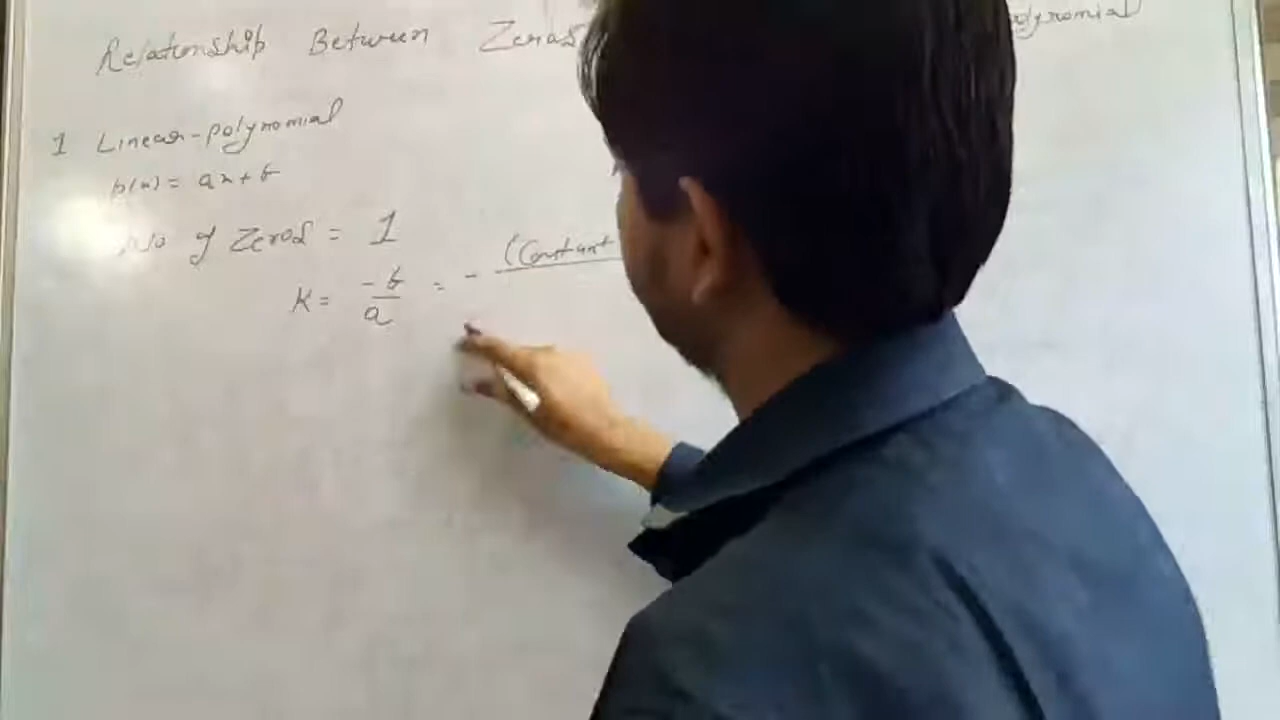 Relationship Between Zeros polynomial
1 Linear-polynomial
p(x) = ax+b
No of Zeros = 1
K = -b/a = - (Constant